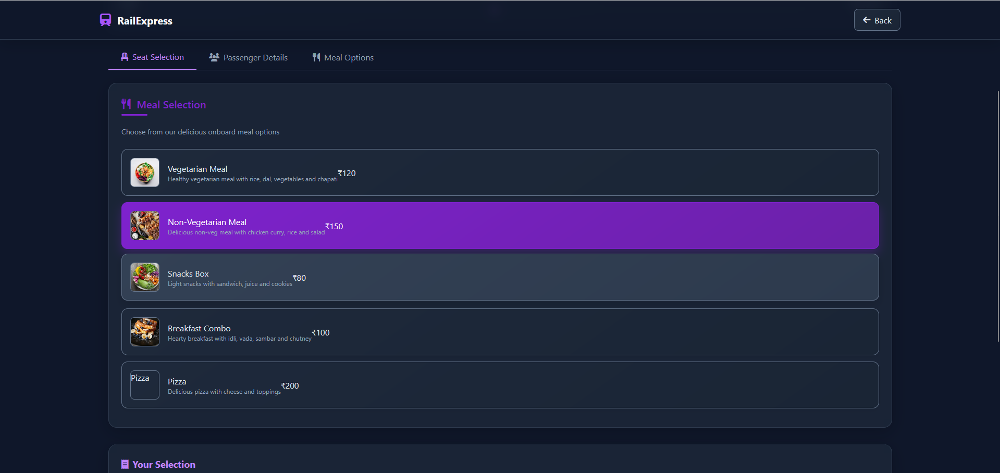 RailExpress
Back
Seat Selection
Passenger Details
Meal Options
Meal Selection
Choose from our delicious onboard meal options
Vegetarian Meal
Healthy vegetarian meal with rice, dal, vegetables and chapati
₹120
Non-Vegetarian Meal
Delicious non-veg meal with chicken curry, rice and salad
₹150
Snacks Box
Light snacks with sandwich, juice and cookies
₹80
Breakfast Combo
Hearty breakfast with idli, vada, sambar and chutney
₹100
Pizza
Pizza
Delicious pizza with cheese and toppings
₹200
Your Selection